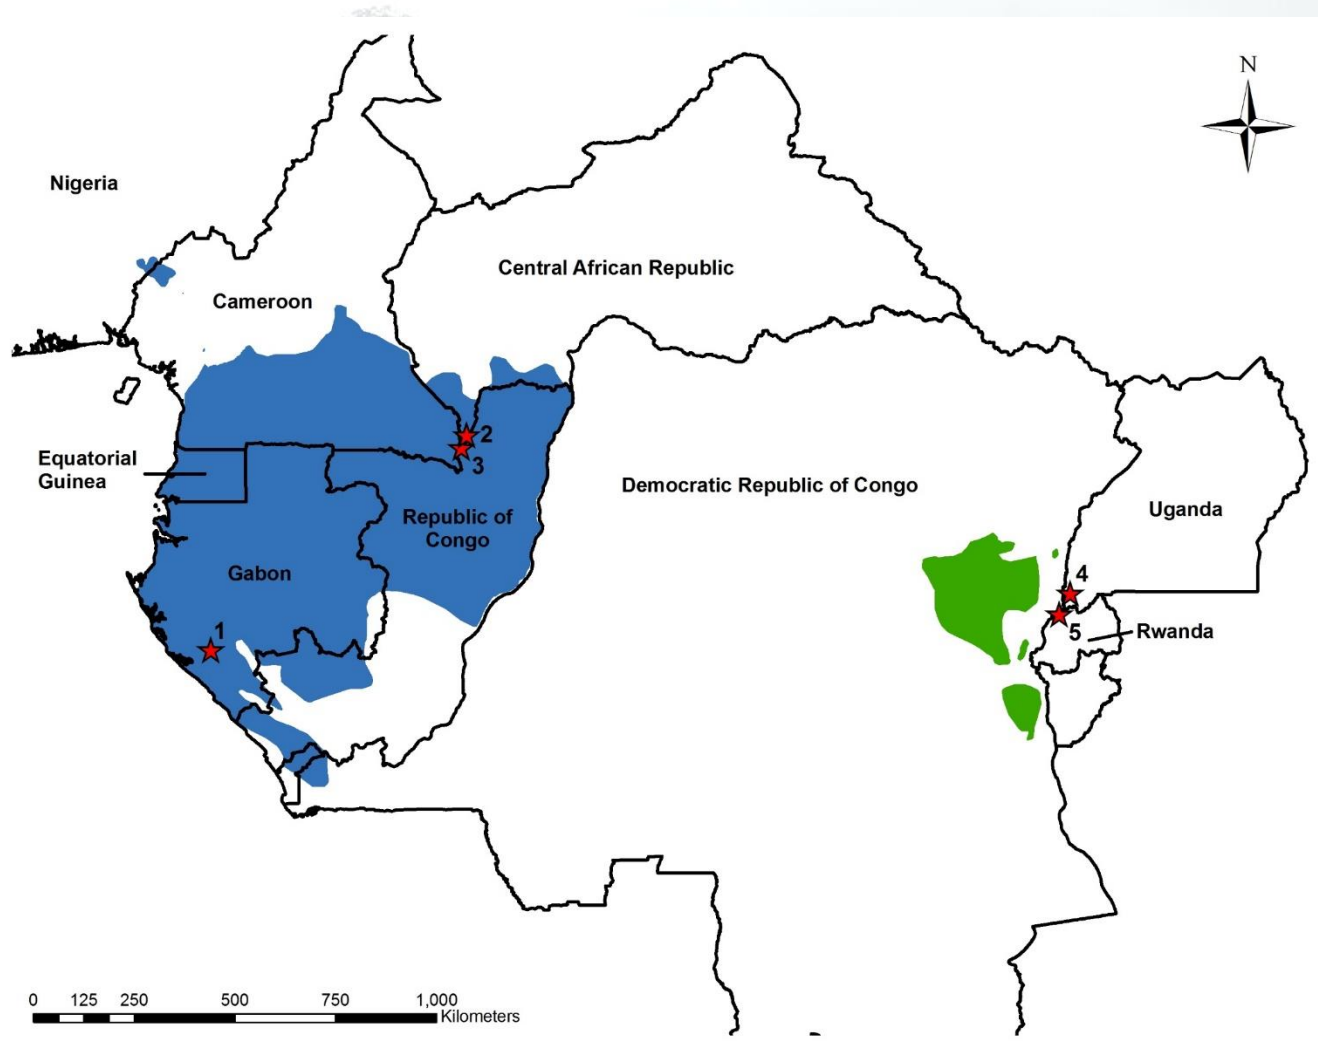 N
Nigeria
Central African Republic
Cameroon
2
3
Equatorial
Guinea
Democratic Republic of Congo
Republic of
Congo
Uganda
Gabon
4
1
5
Rwanda
0 125 250 500 750 1,000
Kilometers